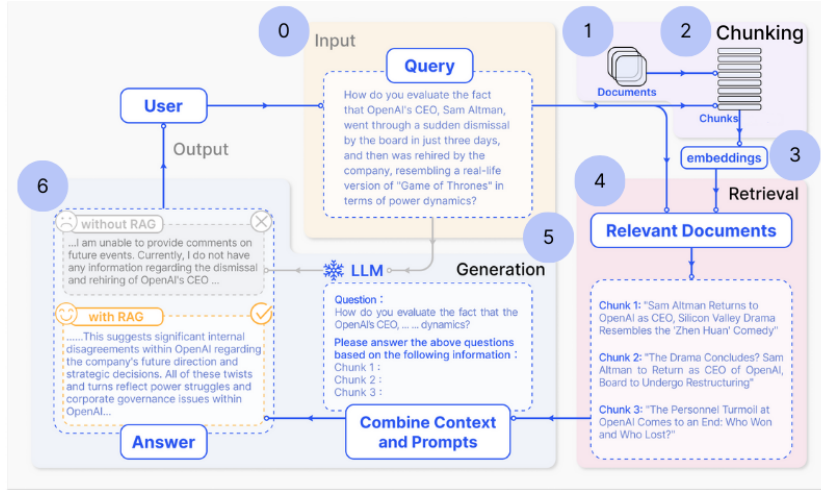 0
Input
Query
How do you evaluate the fact
that OpenAI's CEO, Sam Altman,
went through a sudden dismissal
by the board in just three days,
and then was rehired by the
company, resembling a real-life
version of "Game of Thrones" in
terms of power dynamics?
User
Output
1
Documents
2
Chunking
Chunks
embeddings
3
4
Retrieval
Relevant Documents
Chunk 1: "Sam Altman Returns to
OpenAI as CEO, Silicon Valley Drama
Resembles the 'Zhen Huan' Comedy"
Chunk 2: "The Drama Concludes? Sam
Altman to Return as CEO of OpenAI,
Board to Undergo Restructuring"
Chunk 3: "The Personnel Turmoil at
OpenAI Comes to an End: Who Won
and Who Lost?"
5
Generation
LLM
Question :
How do you evaluate the fact that the
OpenAI's CEO, ... ... dynamics?
Please answer the above questions
based on the following information :
Chunk 1 :
Chunk 2 :
Chunk 3 :
Combine Context
and Prompts
6
without RAG
...I am unable to provide comments on
future events. Currently, I do not have
any information regarding the dismissal
and rehiring of OpenAI's CEO ...
with RAG
......This suggests significant internal
disagreements within OpenAI regarding
the company's future direction and
strategic decisions. All of these twists
and turns reflect power struggles and
corporate governance issues within
OpenAI...
Answer